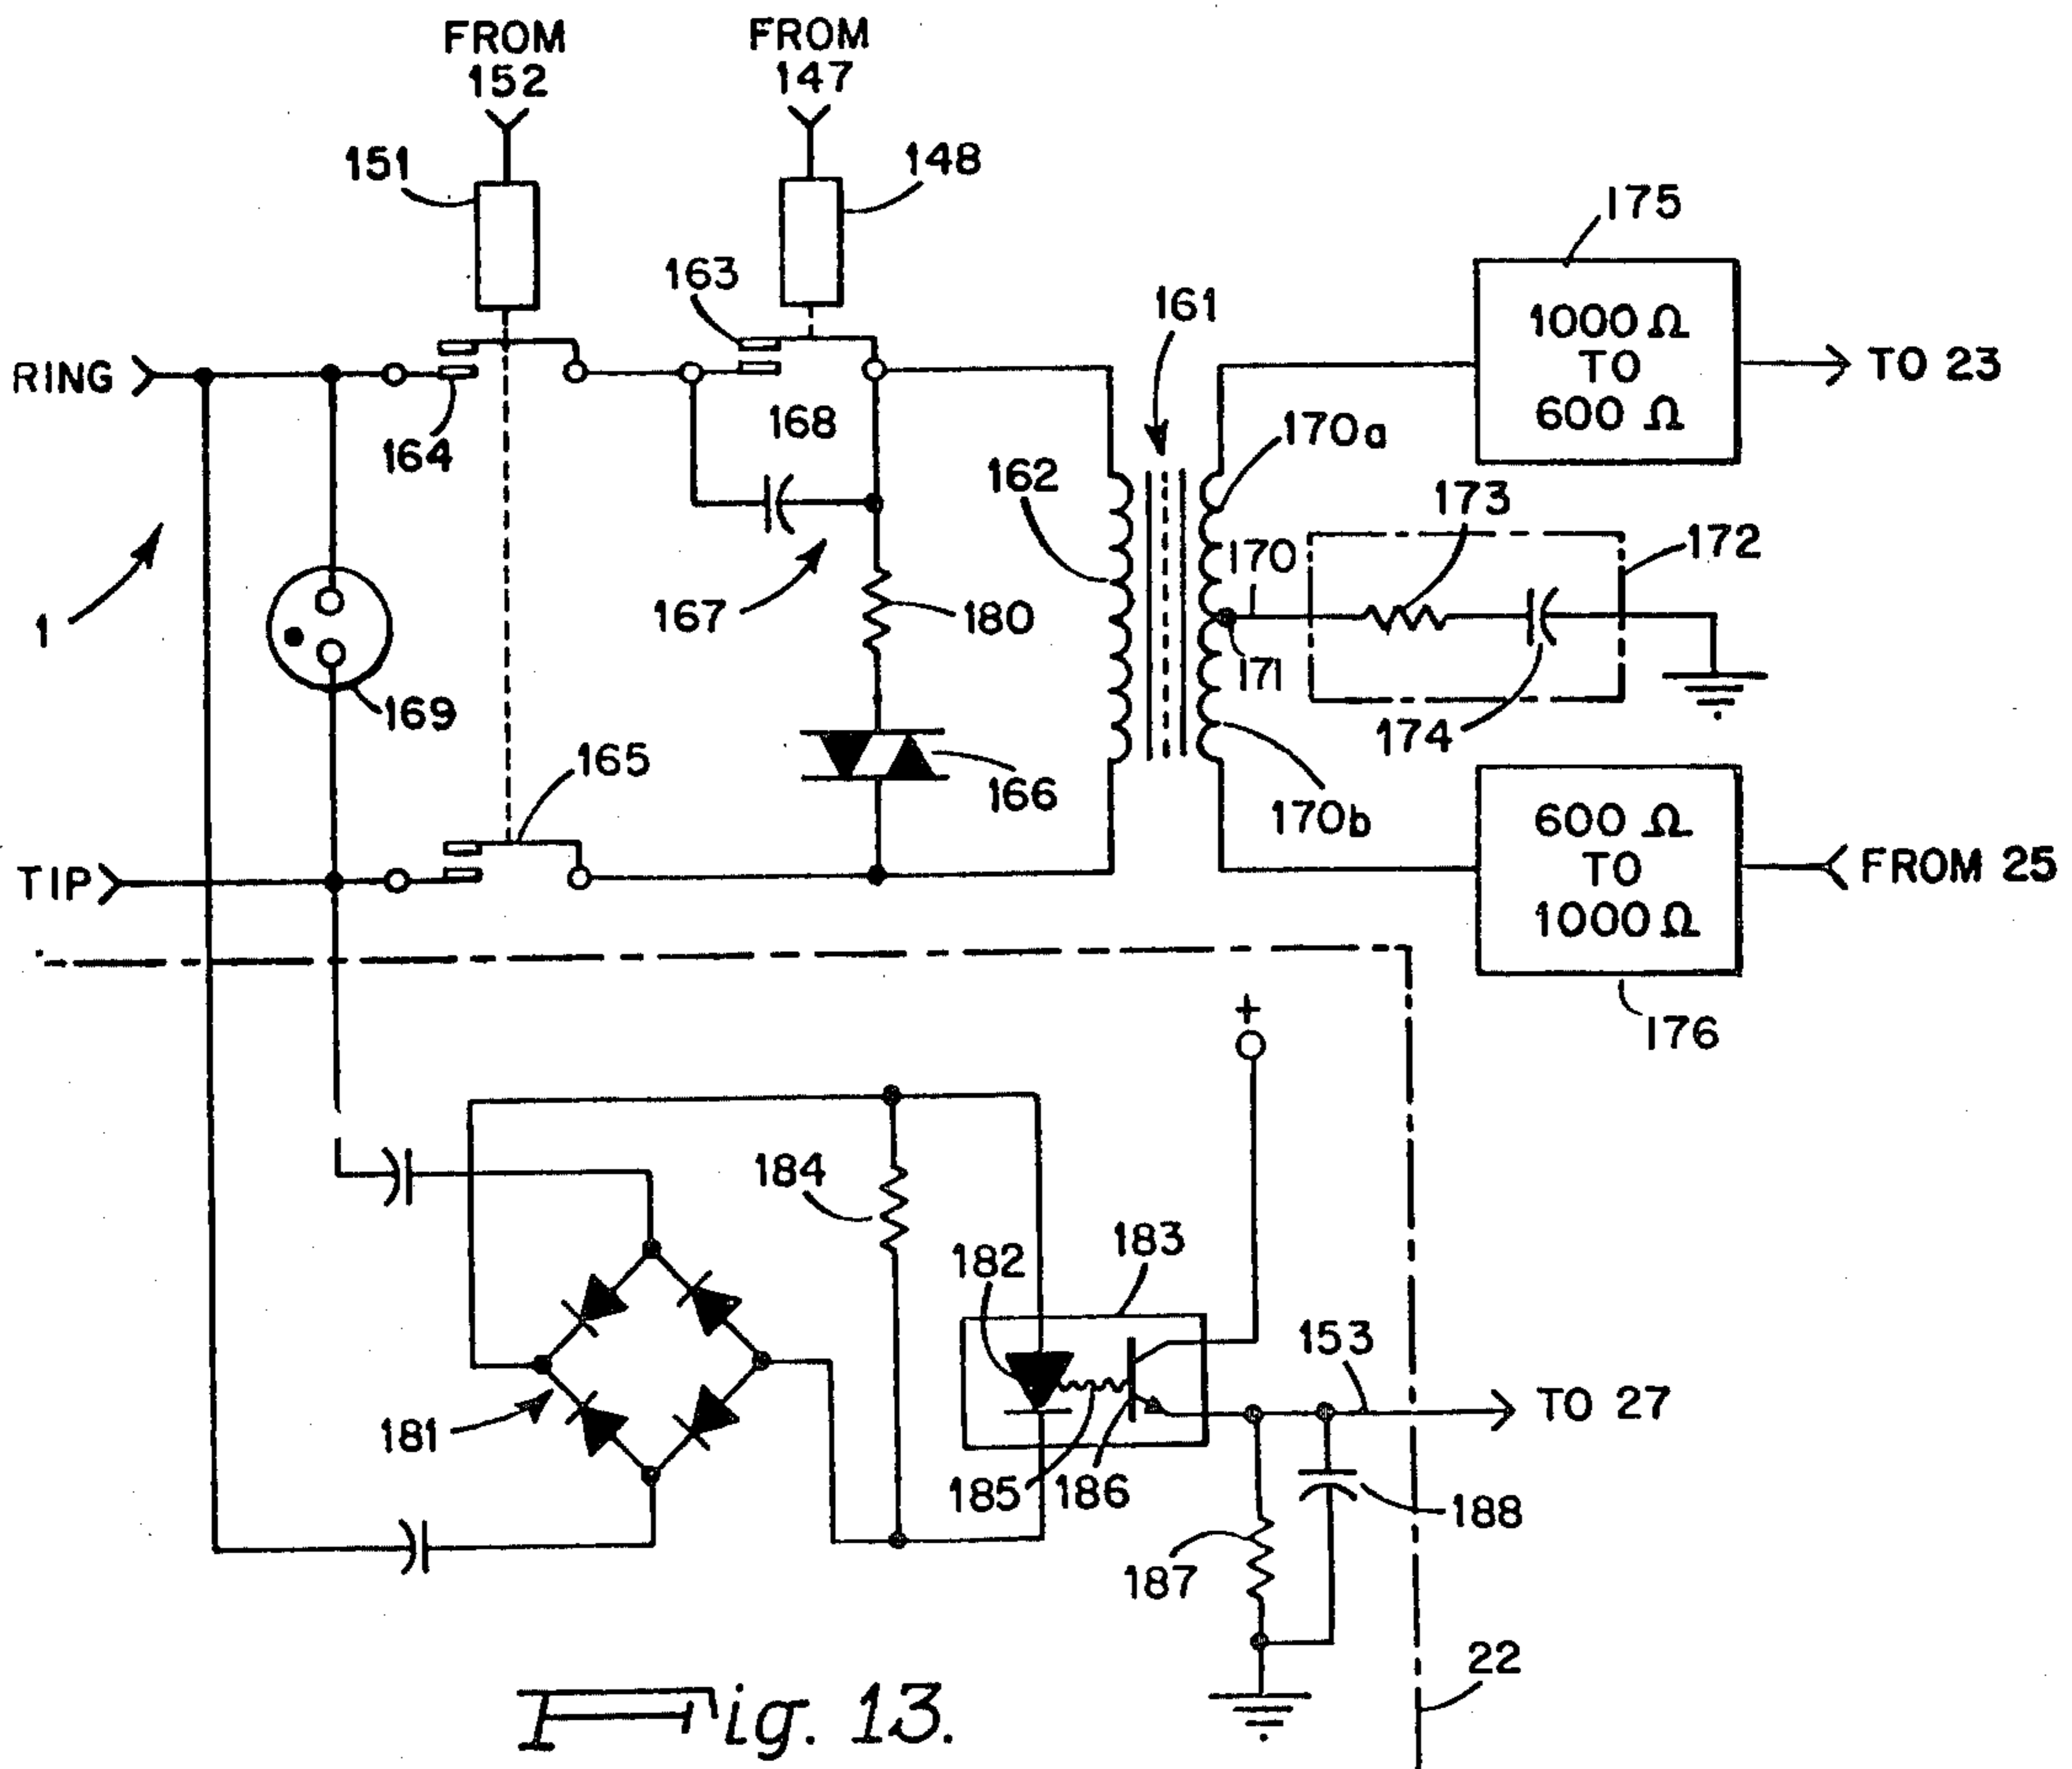 FROM
152
FROM
147
151
148
175
163
161
1000 Ω
TO
600 Ω
TO 23
RING
164
168
170a
162
173
172
1
167
180
170
171
169
174
165
166
170b
600 Ω
TO
1000 Ω
TIP
FROM 25
176
+
184
183
182
153
TO 27
181
185
186
188
187
22
Fig. 13.